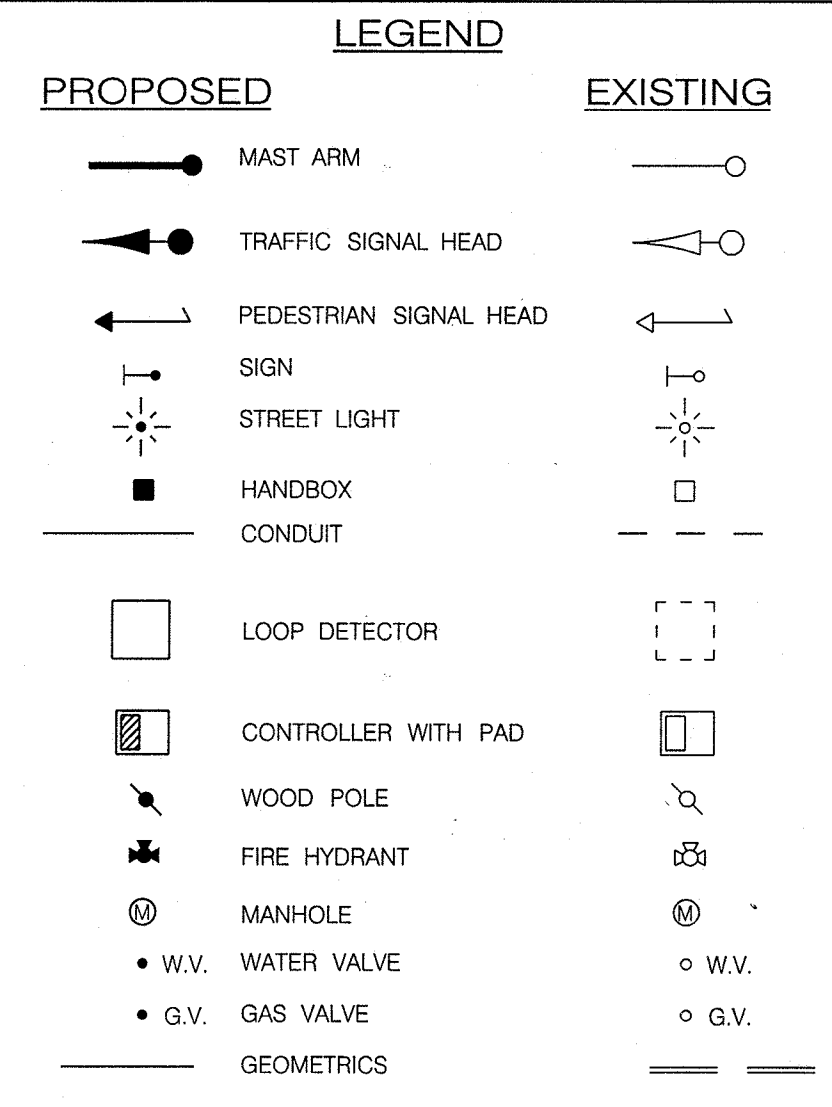 LEGEND
PROPOSED EXISTING
MAST ARM
TRAFFIC SIGNAL HEAD
PEDESTRIAN SIGNAL HEAD
SIGN
STREET LIGHT
HANDBOX
CONDUIT
LOOP DETECTOR
CONTROLLER WITH PAD
WOOD POLE
FIRE HYDRANT
M MANHOLE M
W.V. WATER VALVE W.V.
G.V. GAS VALVE G.V.
GEOMETRICS